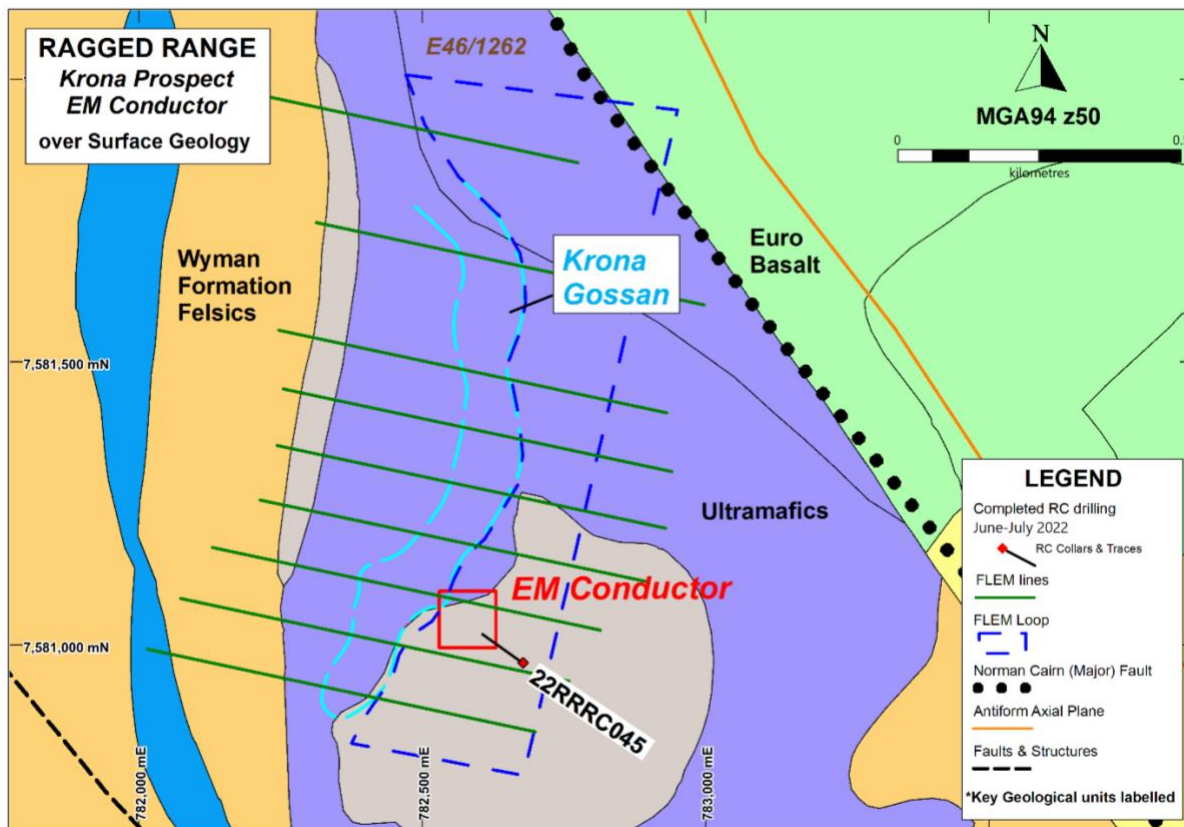 RAGGED RANGE
Krona Prospect
EM Conductor
over Surface Geology
E46/1262
N
MGA94 z50
0
0.5
kilometres
Wyman
Formation
Felsics
Krona
Gossan
Euro
Basalt
7,581,500 mN
Ultramafics
EM Conductor
7,581,000 mN
22RRRC045
782,000 mE
782,500 mE
783,000 mE
LEGEND
Completed RC drilling
June-July 2022
RC Collars & Traces
FLEM lines
FLEM Loop
Norman Cairn (Major) Fault
Antiform Axial Plane
Faults & Structures
*Key Geological units labelled